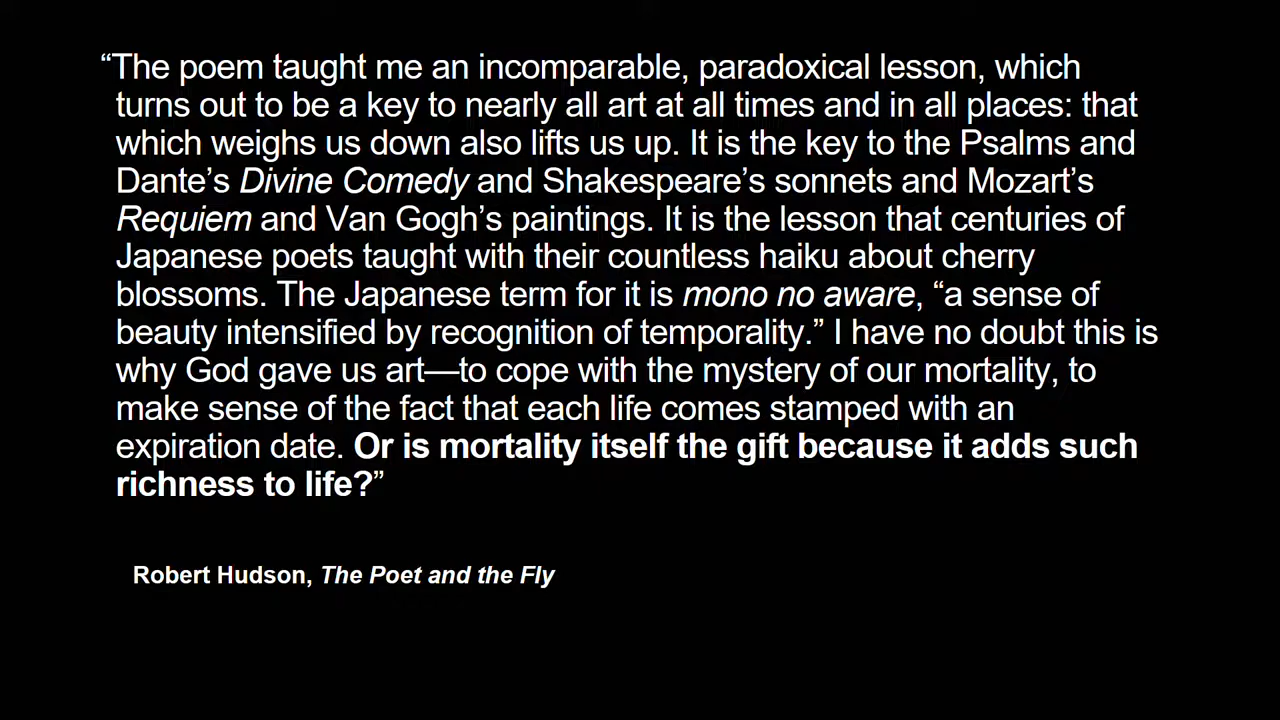 “The poem taught me an incomparable, paradoxical lesson, which
turns out to be a key to nearly all art at all times and in all places: that
which weighs us down also lifts us up. It is the key to the Psalms and
Dante’s Divine Comedy and Shakespeare’s sonnets and Mozart’s
Requiem and Van Gogh’s paintings. It is the lesson that centuries of
Japanese poets taught with their countless haiku about cherry
blossoms. The Japanese term for it is mono no aware, “a sense of
beauty intensified by recognition of temporality.” I have no doubt this is
why God gave us art—to cope with the mystery of our mortality, to
make sense of the fact that each life comes stamped with an
expiration date. Or is mortality itself the gift because it adds such
richness to life?”
Robert Hudson, The Poet and the Fly